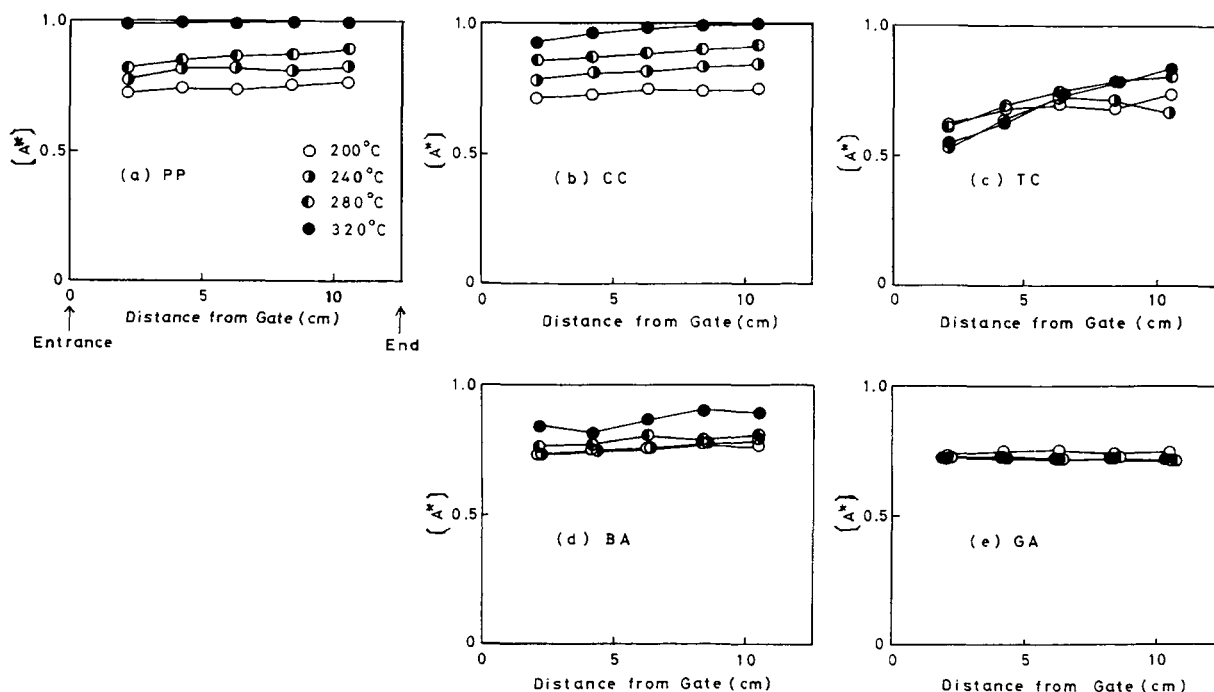 1.0
0.5
0
[A*]
(a) PP
200°C
240°C
280°C
320°C
0 5 10
Distance from Gate (cm)
Entrance
End
1.0
0.5
0
[A*]
(b) CC
0 5 10
Distance from Gate (cm)
1.0
0.5
0
[A*]
(c) TC
0 5 10
Distance from Gate (cm)
1.0
0.5
0
[A*]
(d) BA
0 5 10
Distance from Gate (cm)
1.0
0.5
0
[A*]
(e) GA
0 5 10
Distance from Gate (cm)